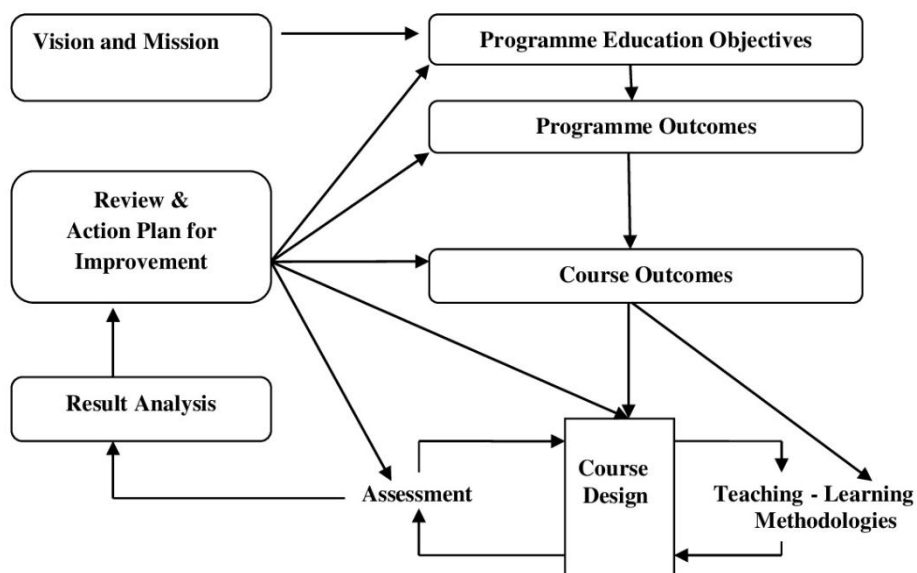 Vision and Mission
Programme Education Objectives
Programme Outcomes
Review &
Action Plan for
Improvement
Course Outcomes
Result Analysis
Assessment
Course
Design
Teaching - Learning
Methodologies